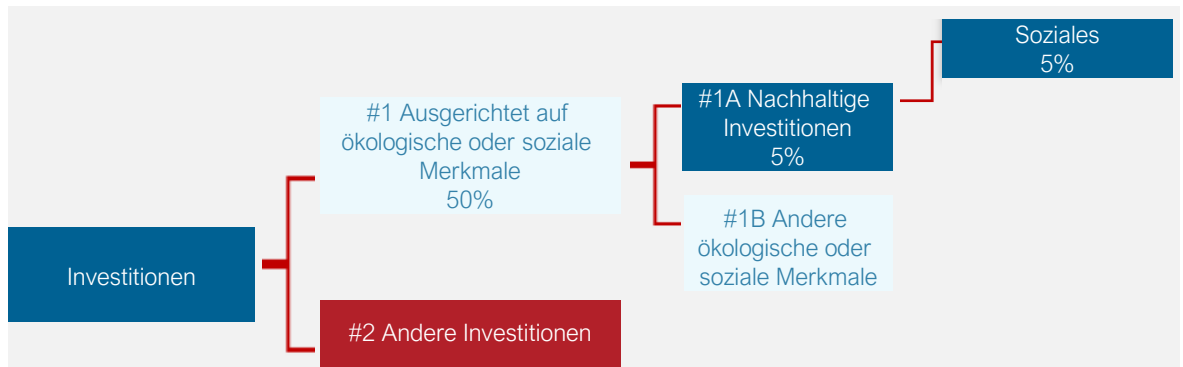 Investitionen
#1 Ausgerichtet auf
ökologische oder soziale
Merkmale
50%
#2 Andere Investitionen
#1A Nachhaltige
Investitionen
5%
#1B Andere
ökologische oder
soziale Merkmale
Soziales
5%